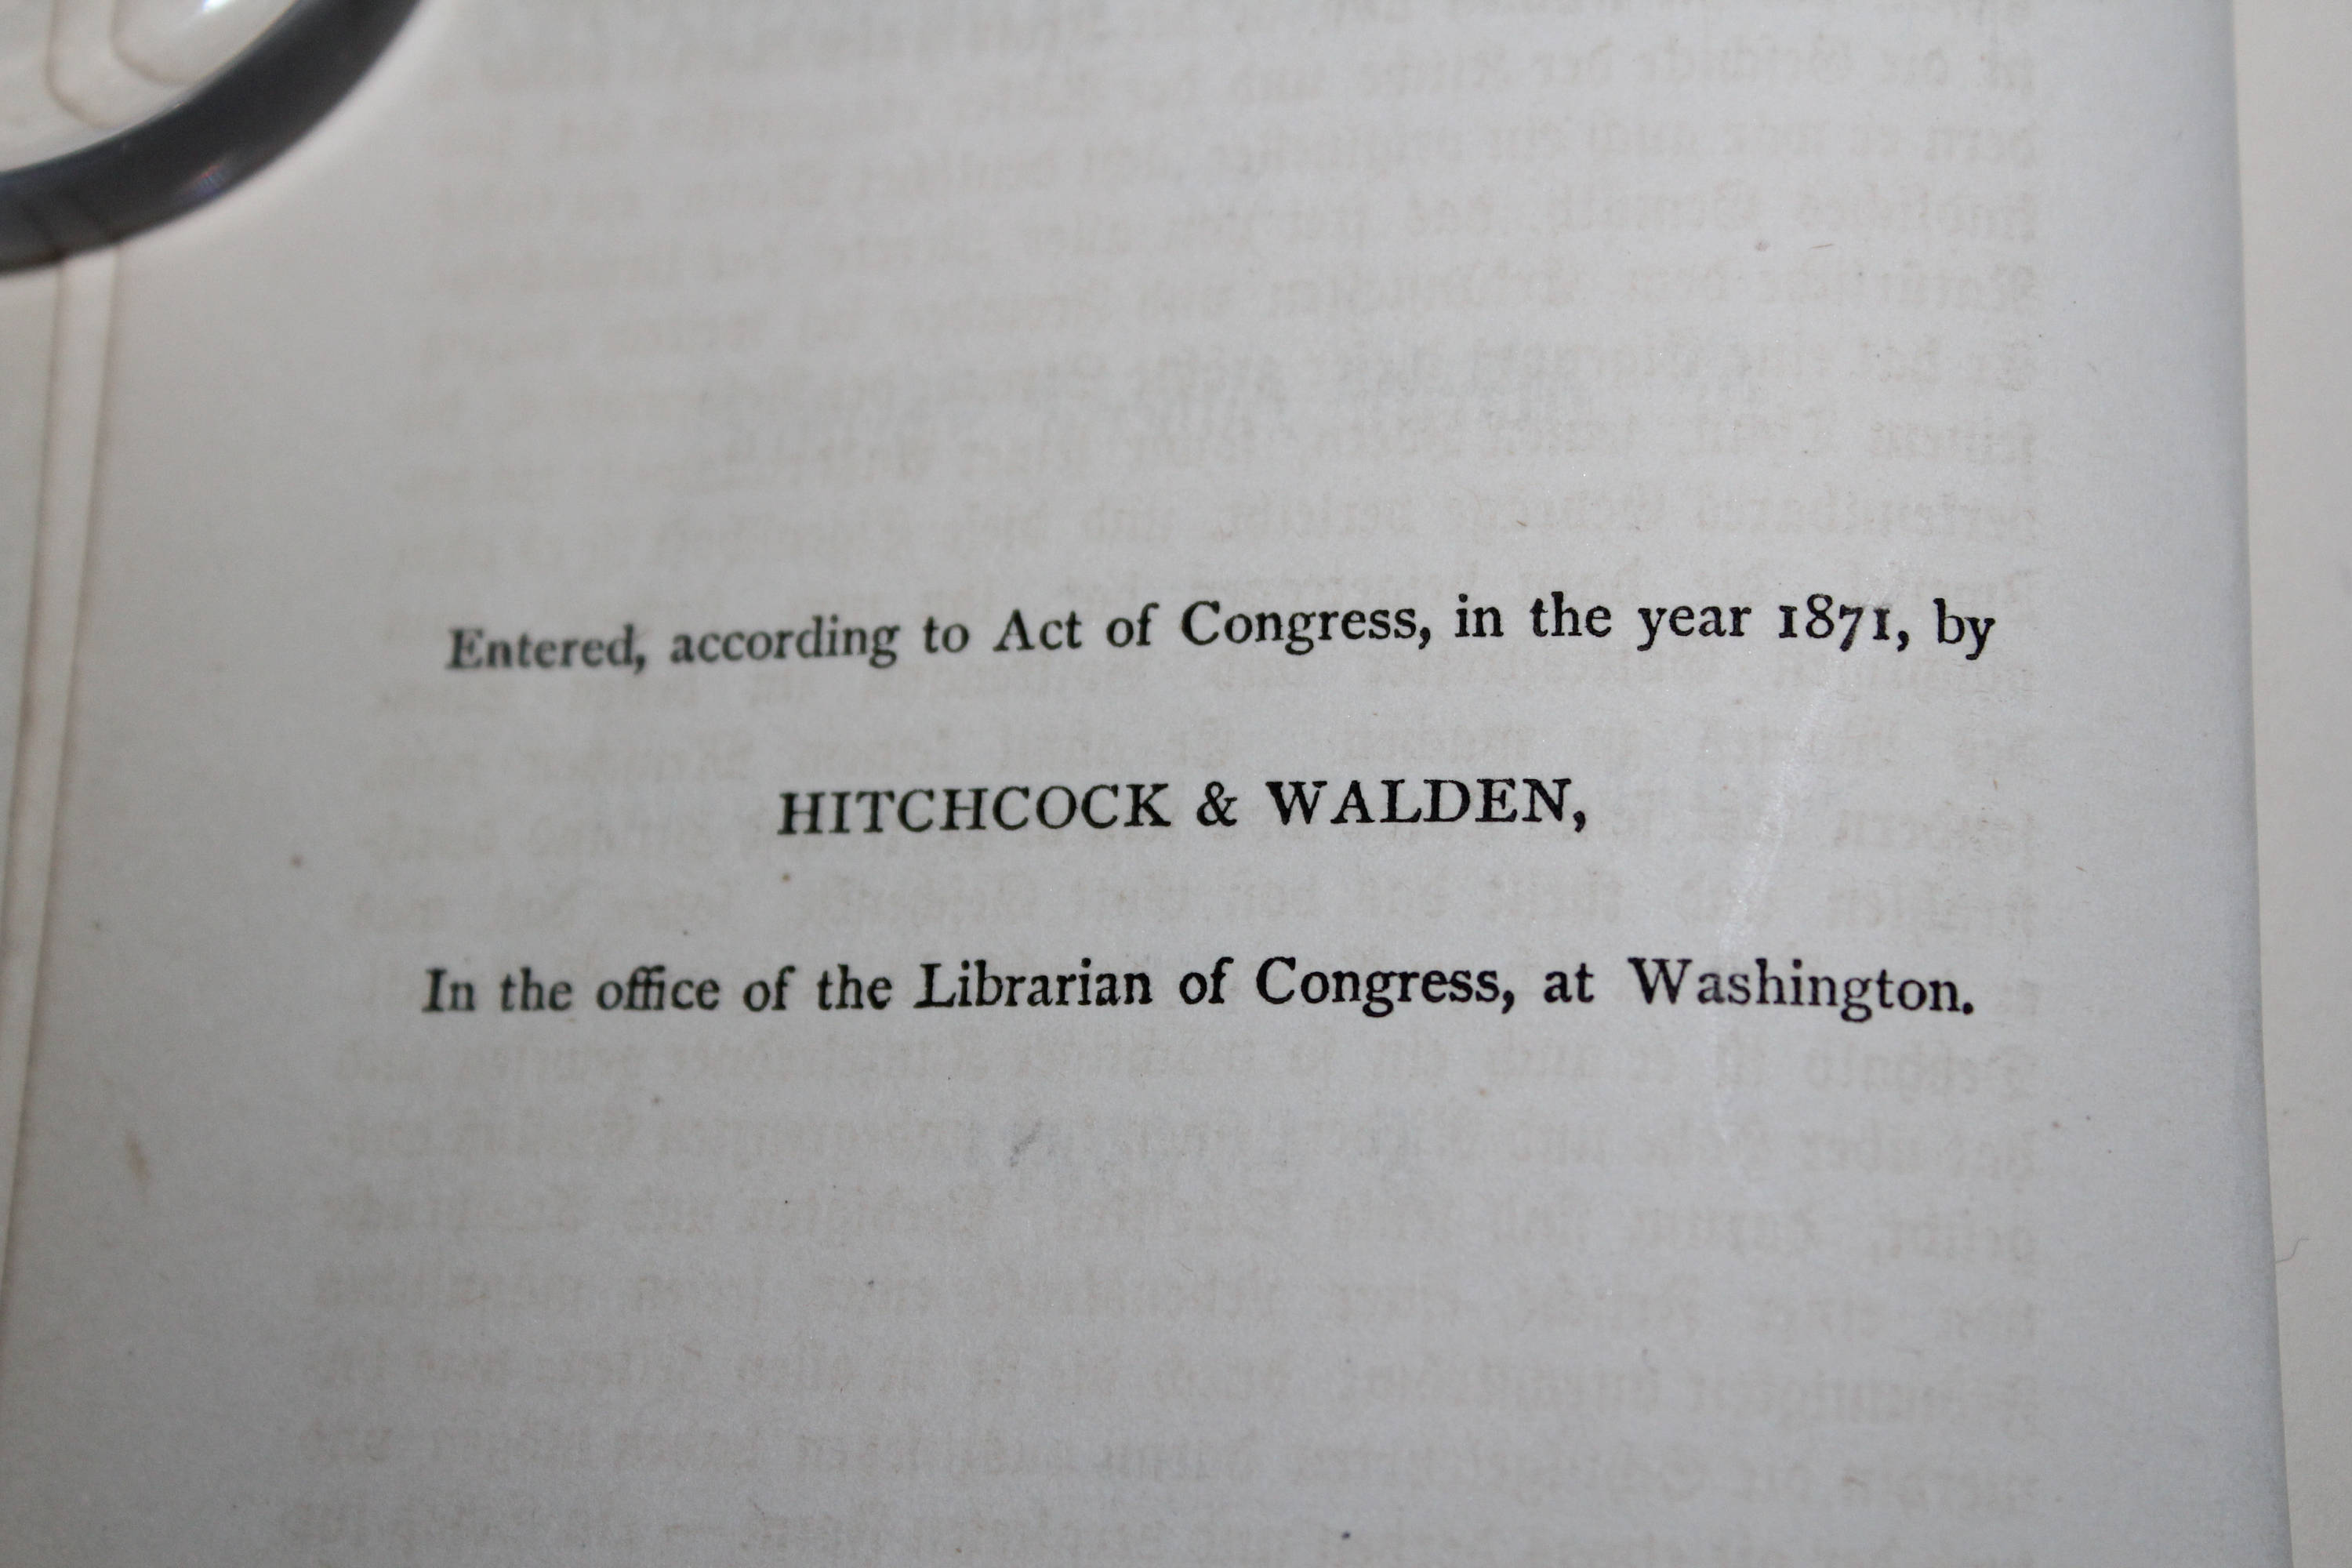 Entered, according to Act of Congress, in the year 1871, by
HITCHCOCK & WALDEN,
In the office of the Librarian of Congress, at Washington.